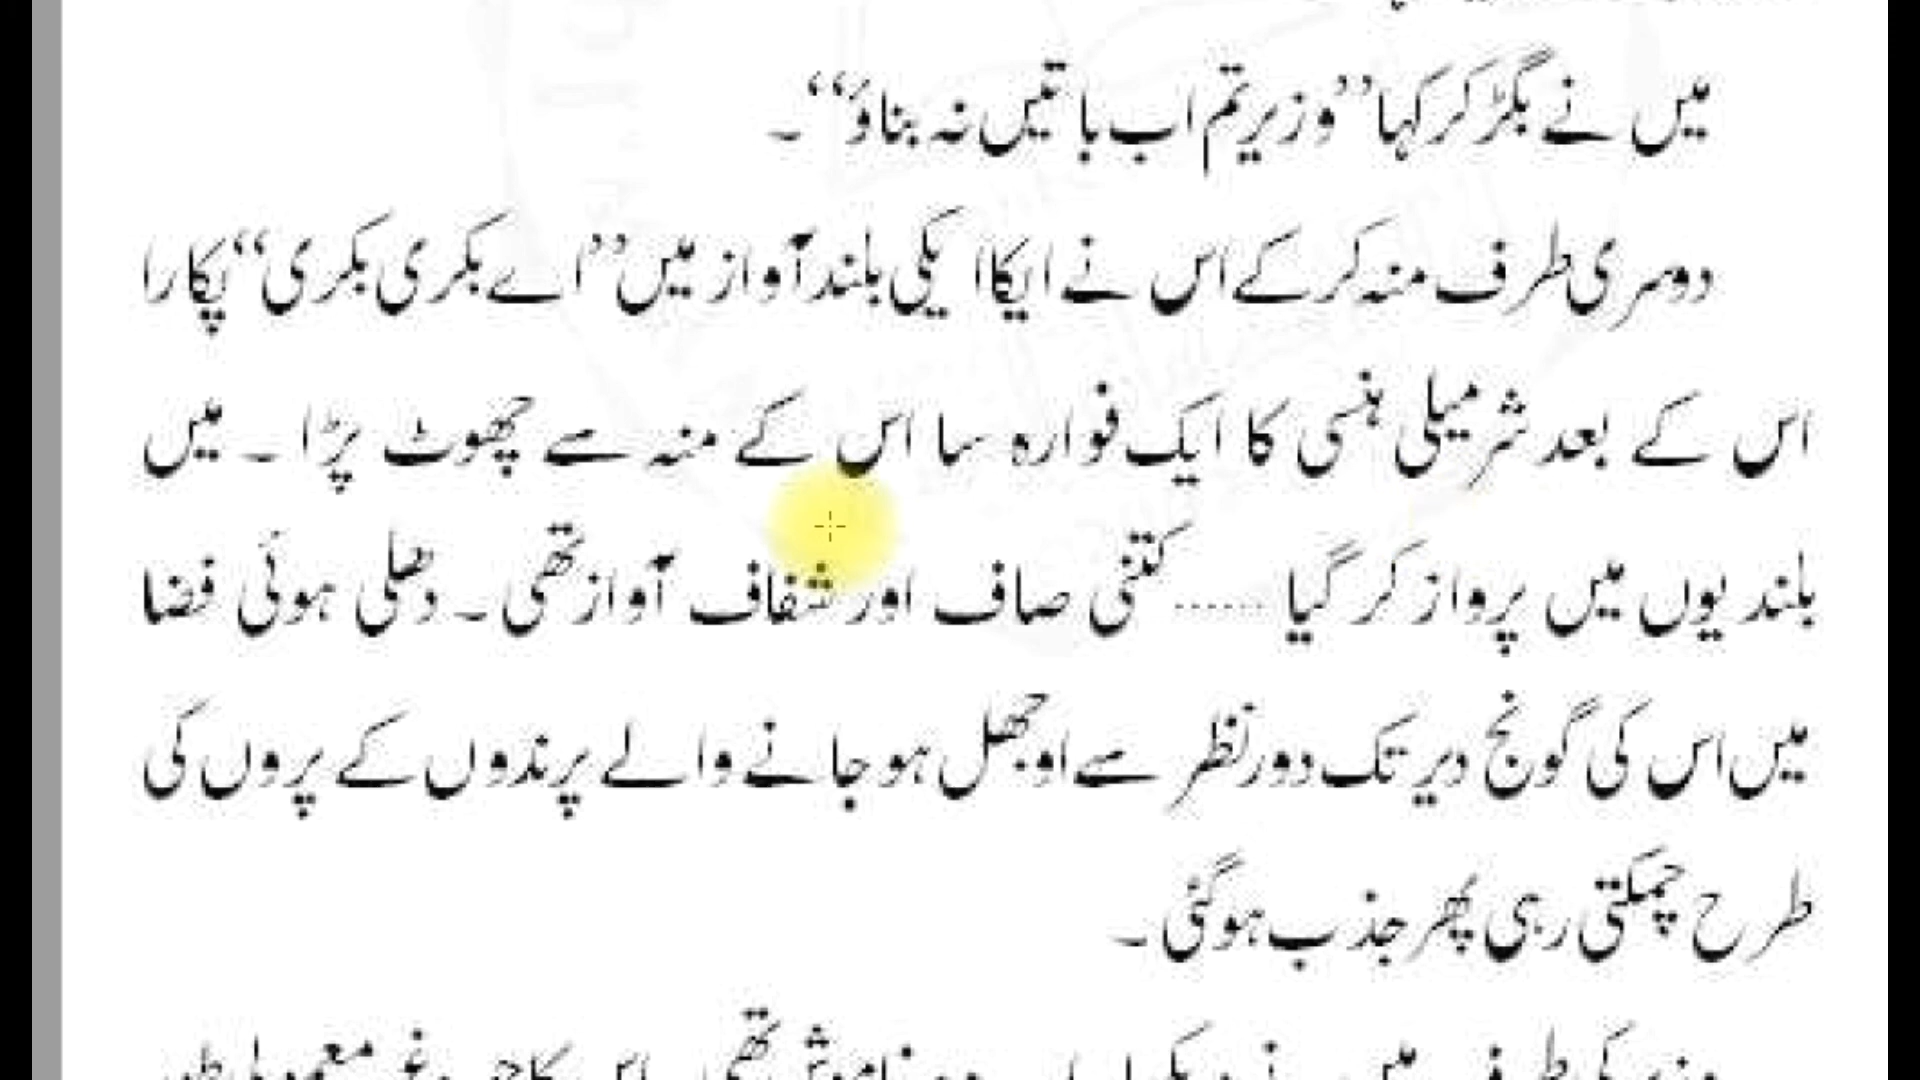 میں نے بگڑ کر کہا ’’وزیر تم اب باتیں نہ بناؤ‘‘۔
دوسری طرف منہ کر کے اس نے ایکا ایکی بلند آواز میں ’’اے بکری بکری‘‘ پکارا
اس کے بعد شرمیلی ہنسی کا ایک فوارہ سا اس کے منہ سے چھوٹ پڑا ۔ میں
بلندیوں میں پرواز کر گیا ...... کتنی صاف اور شفاف آواز تھی ۔ دھلی ہوئی فضا
میں اس کی گونج دیر تک دور نظر سے اوجھل ہو جانے والے پرندوں کے پروں کی
طرح چمکتی رہی پھر جذب ہو گئی ۔